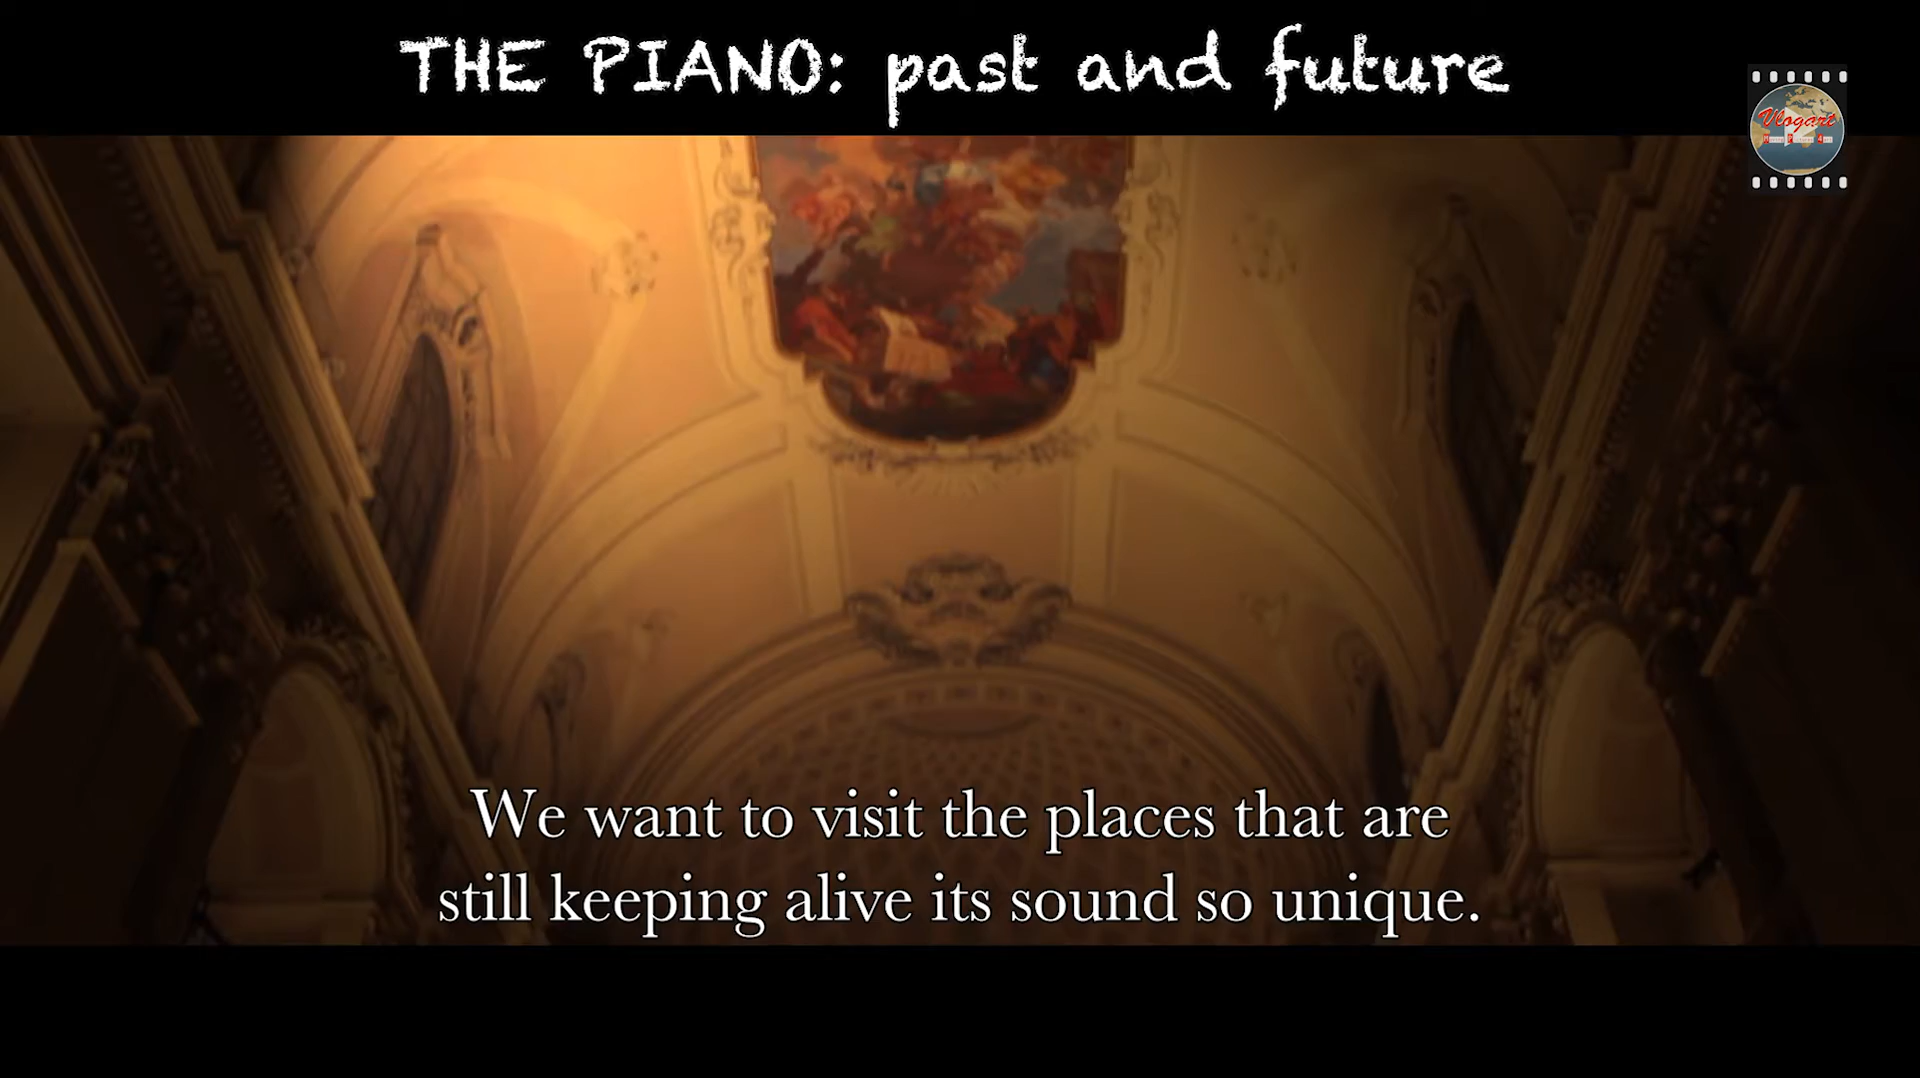 THE PIANO: past and future
Vlogart
We want to visit the places that are
still keeping alive its sound so unique.